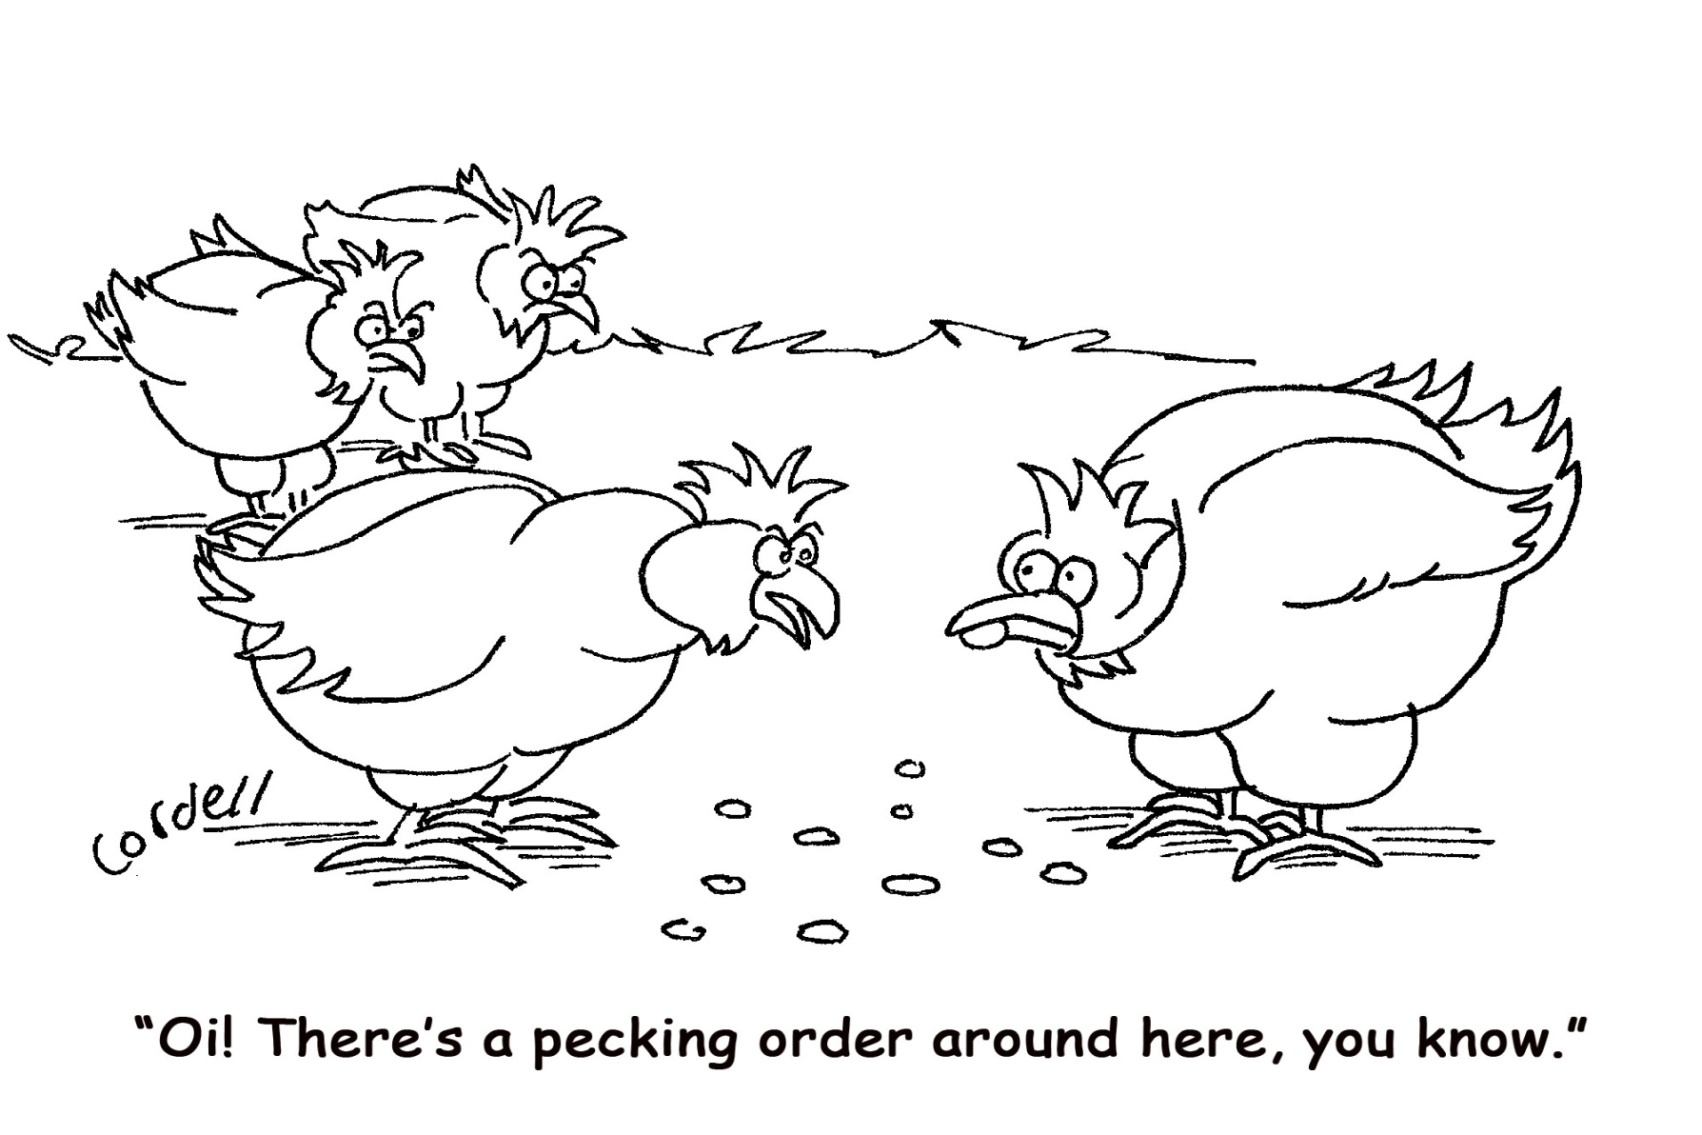 Cordell
“Oi! There’s a pecking order around here, you know.”